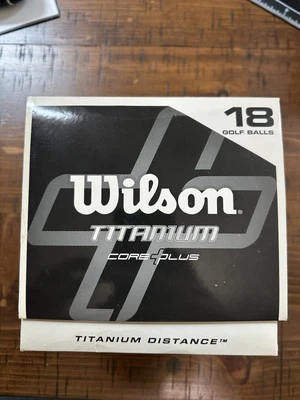 18
GOLF BALLS
Wilson®
TITANIUM
CORE+PLUS
TITANIUM DISTANCE™